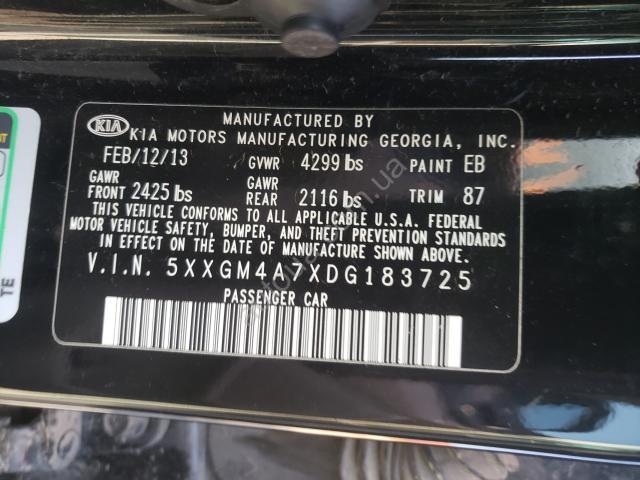 MANUFACTURED BY
KIA KIA MOTORS MANUFACTURING GEORGIA, INC.
FEB/12/13 GVWR 4299 lbs PAINT EB
GAWR FRONT 2425 lbs GAWR REAR 2116 lbs TRIM 87
THIS VEHICLE CONFORMS TO ALL APPLICABLE U.S.A. FEDERAL
MOTOR VEHICLE SAFETY, BUMPER, AND THEFT PREVENTION STANDARDS
IN EFFECT ON THE DATE OF MANUFACTURE SHOWN ABOVE.
V.I.N. 5XXGM4A7XDG183725
PASSENGER CAR
TE